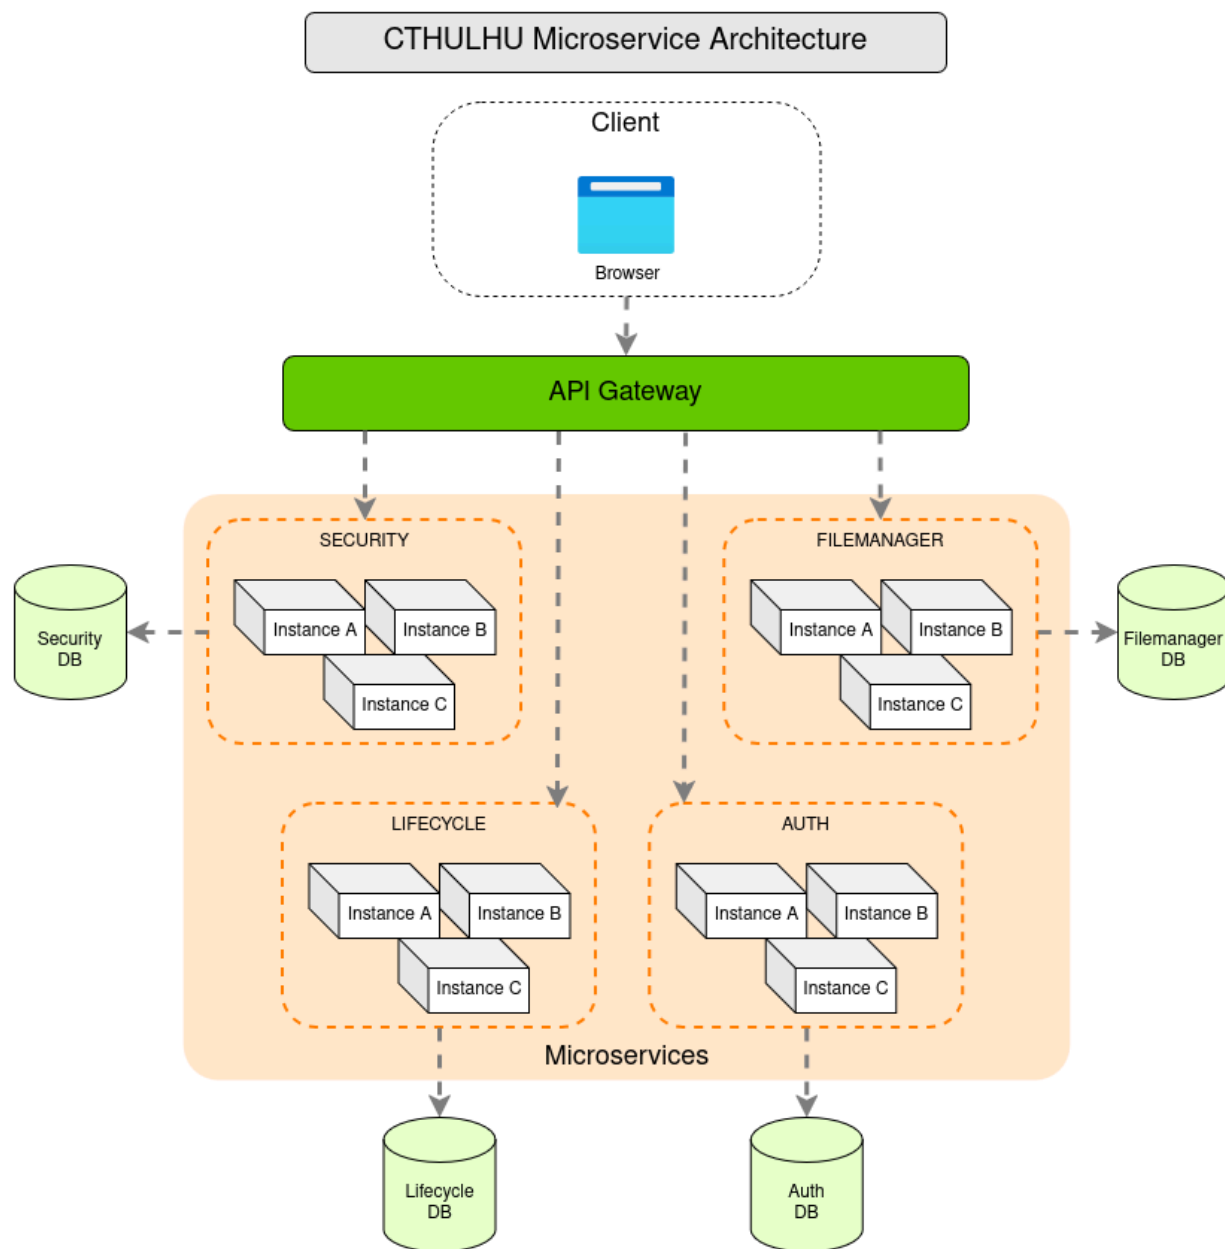 CTHULHU Microservice Architecture
Client
Browser
API Gateway
SECURITY
Instance A
Instance B
Instance C
FILEMANAGER
Instance A
Instance B
Instance C
Security
DB
Filemanager
DB
LIFECYCLE
Instance A
Instance B
Instance C
AUTH
Instance A
Instance B
Instance C
Microservices
Lifecycle
DB
Auth
DB